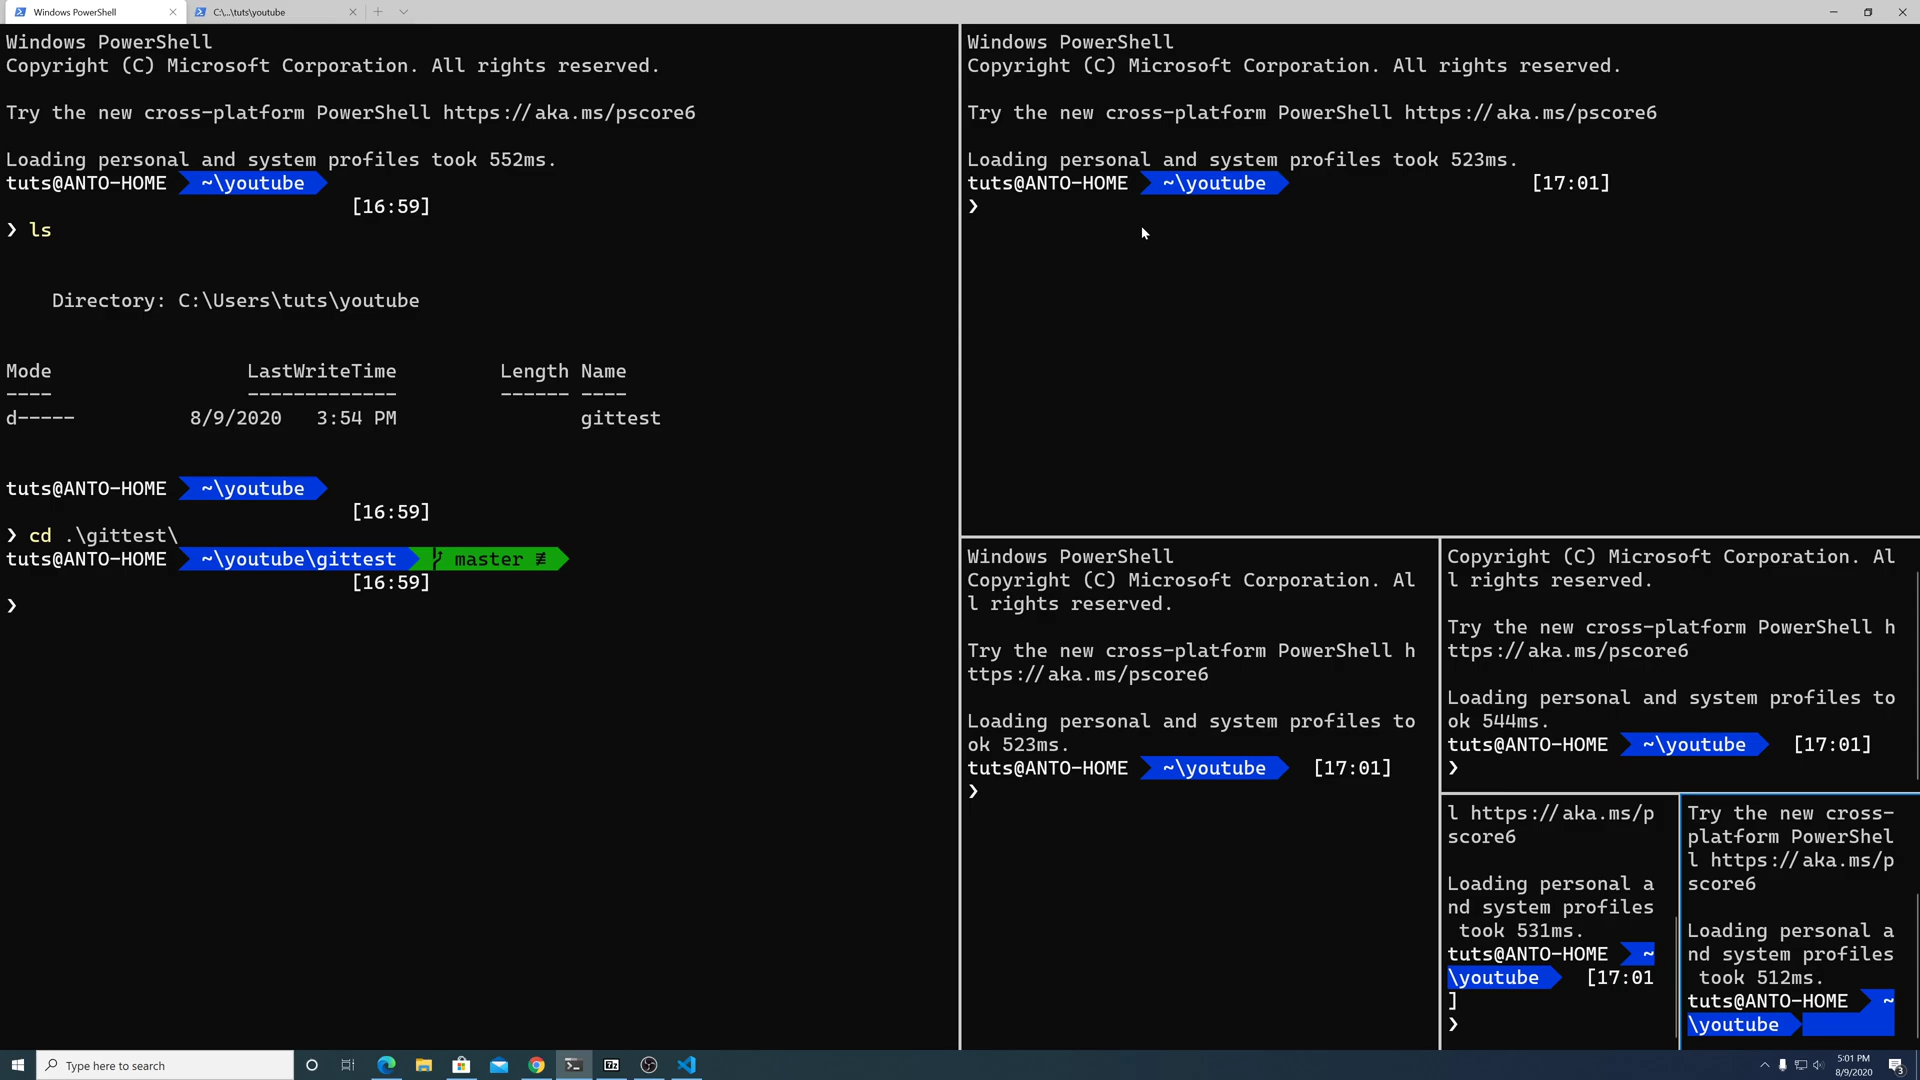 Windows PowerShell
C:\...\tuts\youtube
Windows PowerShell
Copyright (C) Microsoft Corporation. All rights reserved.
Try the new cross-platform PowerShell https://aka.ms/pscore6
Loading personal and system profiles took 552ms.
tuts@ANTO-HOME ~\youtube
[16:59]
❯ ls
Directory: C:\Users\tuts\youtube
Mode LastWriteTime Length Name
---- ------------- ------ ----
d----- 8/9/2020 3:54 PM gittest
tuts@ANTO-HOME ~\youtube
[16:59]
❯ cd .\gittest\
tuts@ANTO-HOME ~\youtube\gittest master ≢
[16:59]
❯
Windows PowerShell
Copyright (C) Microsoft Corporation. All rights reserved.
Try the new cross-platform PowerShell https://aka.ms/pscore6
Loading personal and system profiles took 523ms.
tuts@ANTO-HOME ~\youtube [17:01]
❯
Windows PowerShell
Copyright (C) Microsoft Corporation. Al
l rights reserved.
Try the new cross-platform PowerShell h
ttps://aka.ms/pscore6
Loading personal and system profiles to
ok 523ms.
tuts@ANTO-HOME ~\youtube [17:01]
❯
Copyright (C) Microsoft Corporation. Al
l rights reserved.
Try the new cross-platform PowerShell h
ttps://aka.ms/pscore6
Loading personal and system profiles to
ok 544ms.
tuts@ANTO-HOME ~\youtube [17:01]
❯
l https://aka.ms/p
score6
Loading personal a
nd system profiles
took 531ms.
tuts@ANTO-HOME ~
\youtube [17:01
]
❯
Try the new cross-
platform PowerShel
l https://aka.ms/p
score6
Loading personal a
nd system profiles
took 512ms.
tuts@ANTO-HOME ~
\youtube
Type here to search
5:01 PM
8/9/2020
3